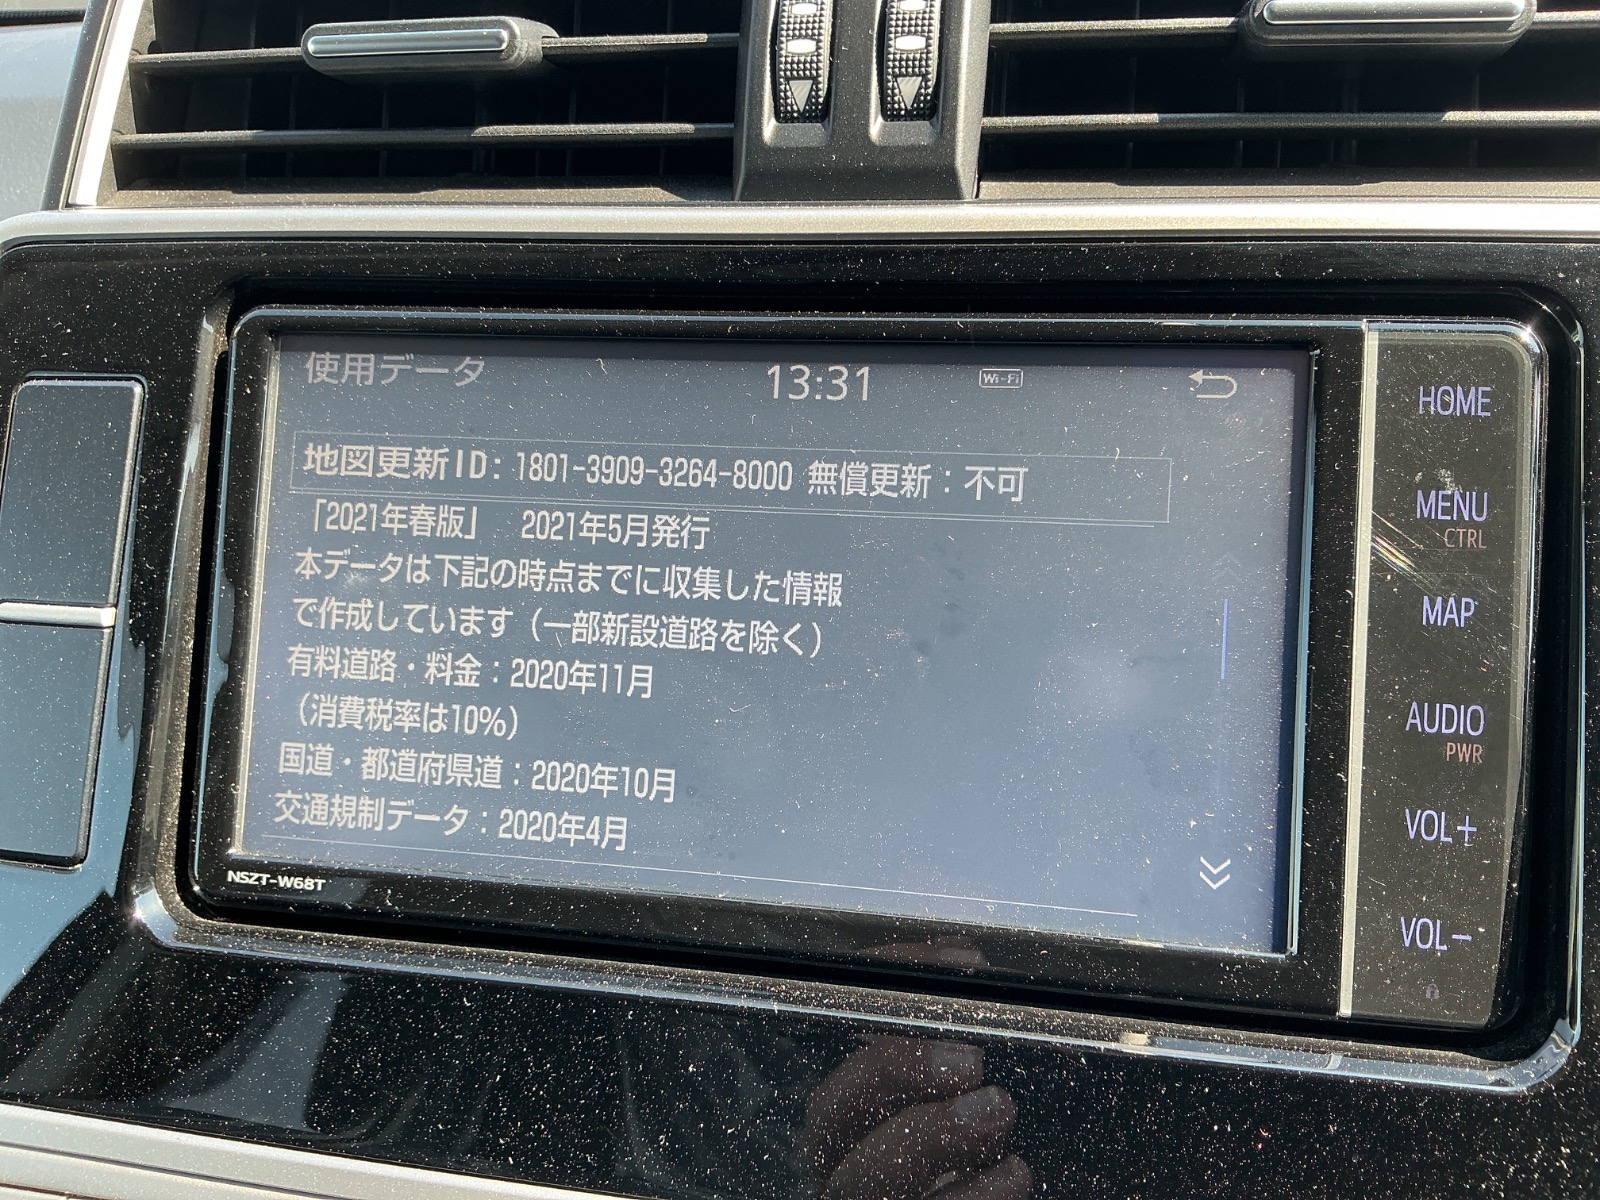 使用データ 13:31 Wi-Fi
地図更新ID: 1801-3909-3264-8000 無償更新：不可
「2021年春版」 2021年5月発行
本データは下記の時点までに収集した情報
で作成しています（一部新設道路を除く）
有料道路・料金：2020年11月
（消費税率は10%）
国道・都道府県道：2020年10月
交通規制データ：2020年4月
NSZT-W68T
HOME
MENU
CTRL
MAP
AUDIO
PWR
VOL+
VOL−